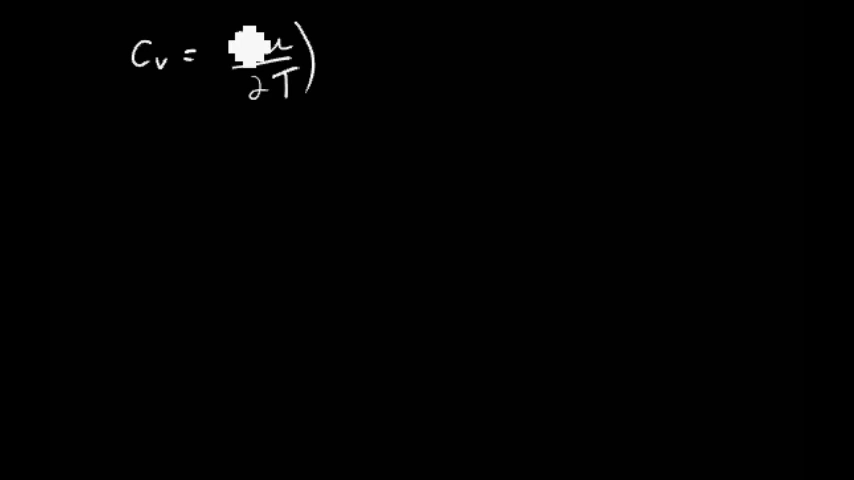 Cv = u/∂T)